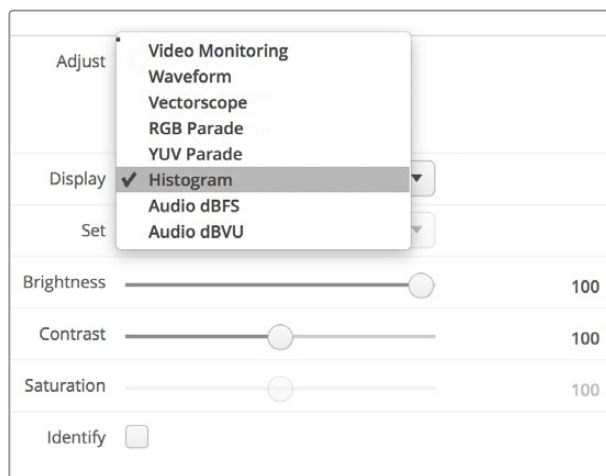 Adjust
Video Monitoring
Waveform
Vectorscope
RGB Parade
YUV Parade
Display
Histogram
Audio dBFS
Set
Audio dBVU
Brightness 100
Contrast 100
Saturation 100
Identify